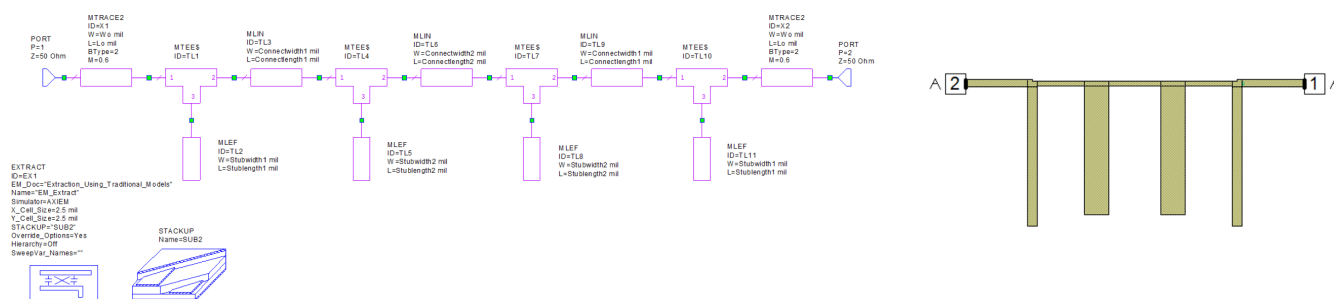 MTRACE2
ID=X1
W=Wo mil
L=Lo mil
BType=2
M=0.6
PORT
P=1
Z=50 Ohm
MTEE$
ID=TL1
1
2
3
MLIN
ID=TL3
W=Connectwidth1 mil
L=Connectlength1 mil
MTEE$
ID=TL4
1
2
3
MLIN
ID=TL6
W=Connectwidth2 mil
L=Connectlength2 mil
MTEE$
ID=TL7
1
2
3
MLIN
ID=TL9
W=Connectwidth1 mil
L=Connectlength1 mil
MTEE$
ID=TL10
1
2
3
MTRACE2
ID=X2
W=Wo mil
L=Lo mil
BType=2
M=0.6
PORT
P=2
Z=50 Ohm
MLEF
ID=TL2
W=Stubwidth1 mil
L=Stublength1 mil
MLEF
ID=TL5
W=Stubwidth2 mil
L=Stublength2 mil
MLEF
ID=TL8
W=Stubwidth2 mil
L=Stublength2 mil
MLEF
ID=TL11
W=Stubwidth1 mil
L=Stublength1 mil
EXTRACT
ID=EX1
EM_Doc="Extraction_Using_Traditional_Models"
Name="EM_Extract"
Simulator=AXIEM
X_Cell_Size=2.5 mil
Y_Cell_Size=2.5 mil
STACKUP="SUB2"
Override_Options=Yes
Hierarchy=Off
SweepVar_Names=""
STACKUP
Name=SUB2
A 2
1 A